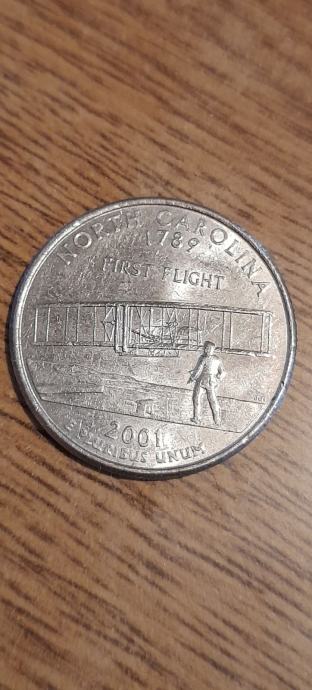 NORTH CAROLINA
1789
FIRST FLIGHT
2001
E PLURIBUS UNUM